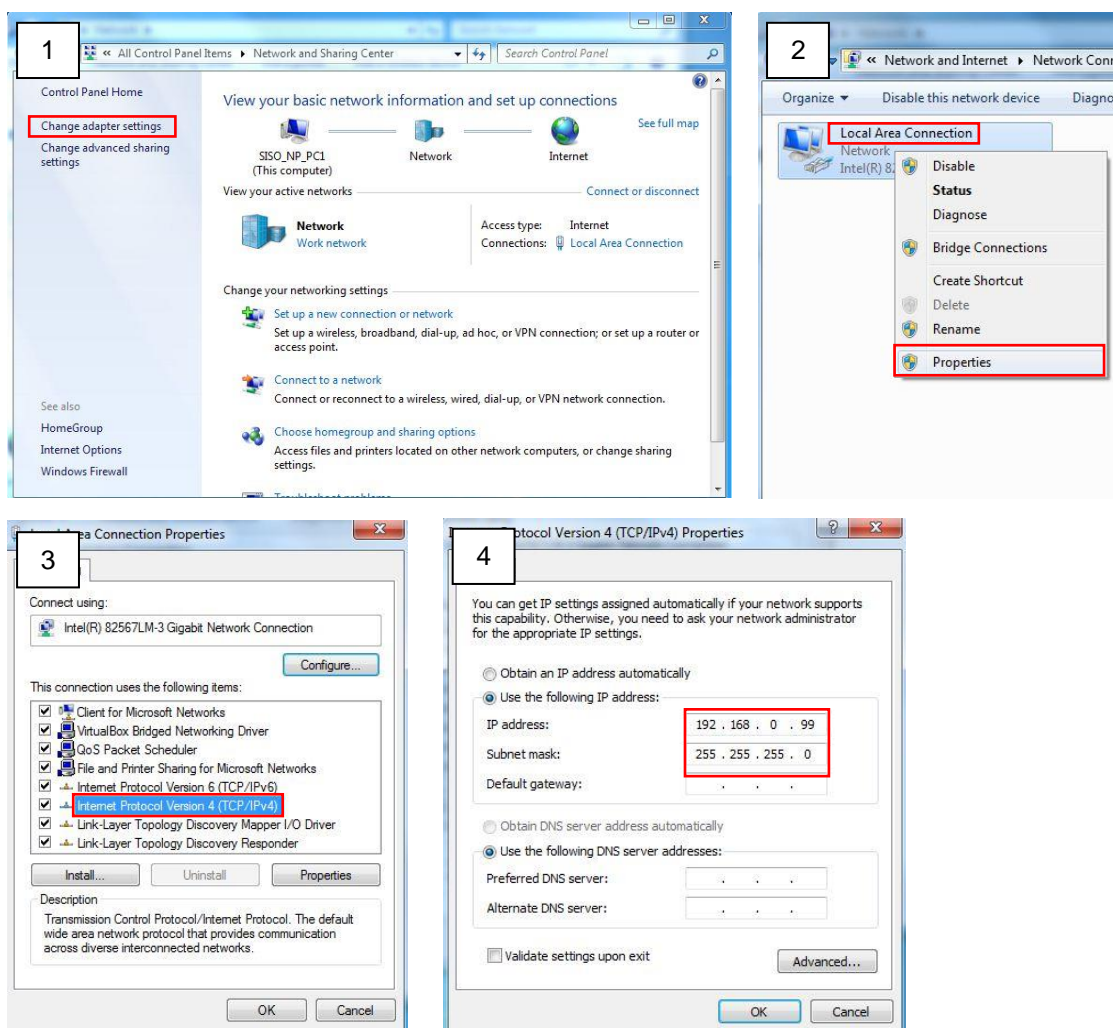 1
« All Control Panel Items ▸ Network and Sharing Center
Search Control Panel
Control Panel Home
Change adapter settings
Change advanced sharing
settings
See also
HomeGroup
Internet Options
Windows Firewall
View your basic network information and set up connections
See full map
SISO_NP_PC1
(This computer)
Network
Internet
View your active networks
Connect or disconnect
Network
Work network
Access type: Internet
Connections: Local Area Connection
Change your networking settings
Set up a new connection or network
Set up a wireless, broadband, dial-up, ad hoc, or VPN connection; or set up a router or
access point.
Connect to a network
Connect or reconnect to a wireless, wired, dial-up, or VPN network connection.
Choose homegroup and sharing options
Access files and printers located on other network computers, or change sharing
settings.
Troubleshoot problems
2
« Network and Internet ▸ Network Conn
Organize Disable this network device Diagno
Local Area Connection
Network
Intel(R) 82
Disable
Status
Diagnose
Bridge Connections
Create Shortcut
Delete
Rename
Properties
3
ea Connection Properties
Connect using:
Intel(R) 82567LM-3 Gigabit Network Connection
Configure...
This connection uses the following items:
Client for Microsoft Networks
VirtualBox Bridged Networking Driver
QoS Packet Scheduler
File and Printer Sharing for Microsoft Networks
Internet Protocol Version 6 (TCP/IPv6)
Internet Protocol Version 4 (TCP/IPv4)
Link-Layer Topology Discovery Mapper I/O Driver
Link-Layer Topology Discovery Responder
Install... Uninstall Properties
Description
Transmission Control Protocol/Internet Protocol. The default
wide area network protocol that provides communication
across diverse interconnected networks.
OK Cancel
4
otocol Version 4 (TCP/IPv4) Properties
You can get IP settings assigned automatically if your network supports
this capability. Otherwise, you need to ask your network administrator
for the appropriate IP settings.
Obtain an IP address automatically
Use the following IP address:
IP address: 192 . 168 . 0 . 99
Subnet mask: 255 . 255 . 255 . 0
Default gateway: . . .
Obtain DNS server address automatically
Use the following DNS server addresses:
Preferred DNS server: . . .
Alternate DNS server: . . .
Validate settings upon exit
Advanced...
OK Cancel